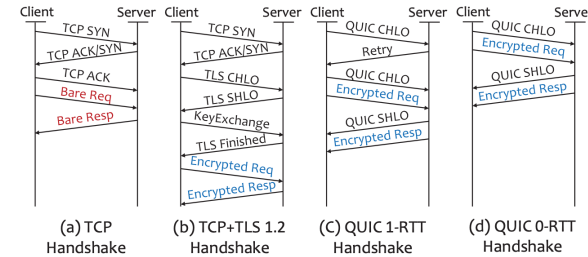 Client Server
TCP SYN
TCP ACK/SYN
TCP ACK
Bare Req
Bare Resp
(a) TCP
Handshake
Client Server
TCP SYN
TCP ACK/SYN
TLS CHLO
TLS SHLO
KeyExchange
TLS Finished
Encrypted Req
Encrypted Resp
(b) TCP+TLS 1.2
Handshake
Client Server
QUIC CHLO
Retry
QUIC CHLO
Encrypted Req
QUIC SHLO
Encrypted Resp
(C) QUIC 1-RTT
Handshake
Client Serve
QUIC CHLO
Encrypted Req
QUIC SHLO
Encrypted Resp
(d) QUIC 0-RTT
Handshake